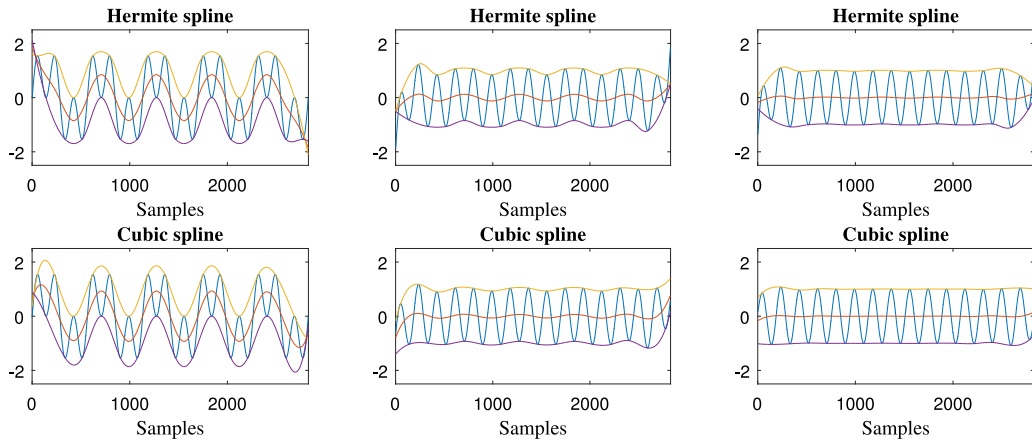 Hermite spline Hermite spline Hermite spline
2 2 2
0 0 0
-2 -2 -2
0 1000 2000 0 1000 2000 0 1000 2000
Samples Samples Samples
Cubic spline Cubic spline Cubic spline
2 2 2
0 0 0
-2 -2 -2
0 1000 2000 0 1000 2000 0 1000 2000
Samples Samples Samples